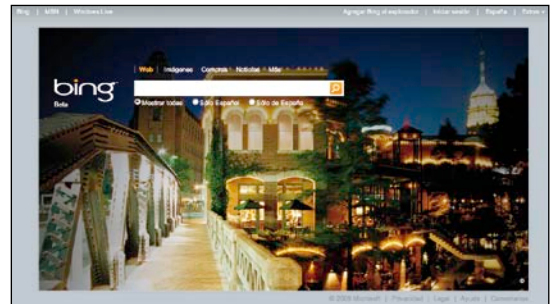 Bing | MSN | Windows Live
Agregar Bing al explorador | Iniciar sesión | España | Extras
Web | Imágenes Compras Noticias Más
bing
Beta
Mostrar todos Sólo Español Sólo de España
© 2009 Microsoft | Privacidad | Legal | Ayuda | Comentarios